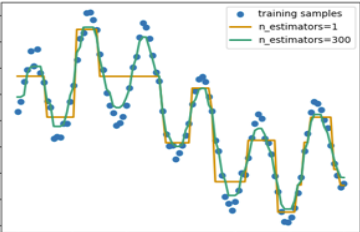 training samples
n_estimators=1
n_estimators=300